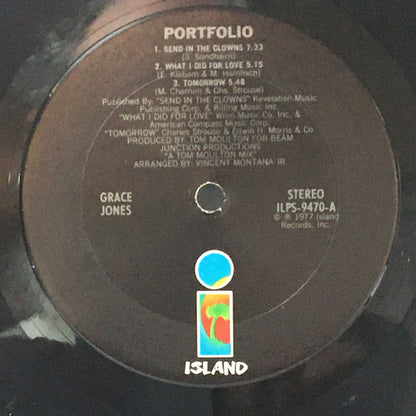 PORTFOLIO
1. SEND IN THE CLOWNS 7.33
(S. Sondheim)
2. WHAT I DID FOR LOVE 5.15
(E. Klebam & M. Hamlisch)
3. TOMORROW 5.48
(M. Charnim & Chs. Strouse)
Published By: "SEND IN THE CLOWNS" Revelation Music
Publishing Corp. & Rilting Music Inc
"WHAT I DID FOR LOVE" Wren Music Co. Inc. &
American Compass Music Corp.
"TOMORROW" Charles Strouse & Edwin H. Morris & Co
PRODUCED BY: TOM MOULTON FOR BEAM
JUNCTION PRODUCTIONS
"A TOM MOULTON MIX"
ARRANGED BY: VINCENT MONTANA JR.
GRACE
JONES
STEREO
ILPS-9470-A
© ℗ 1977 Island
Records, Inc.
ISLAND